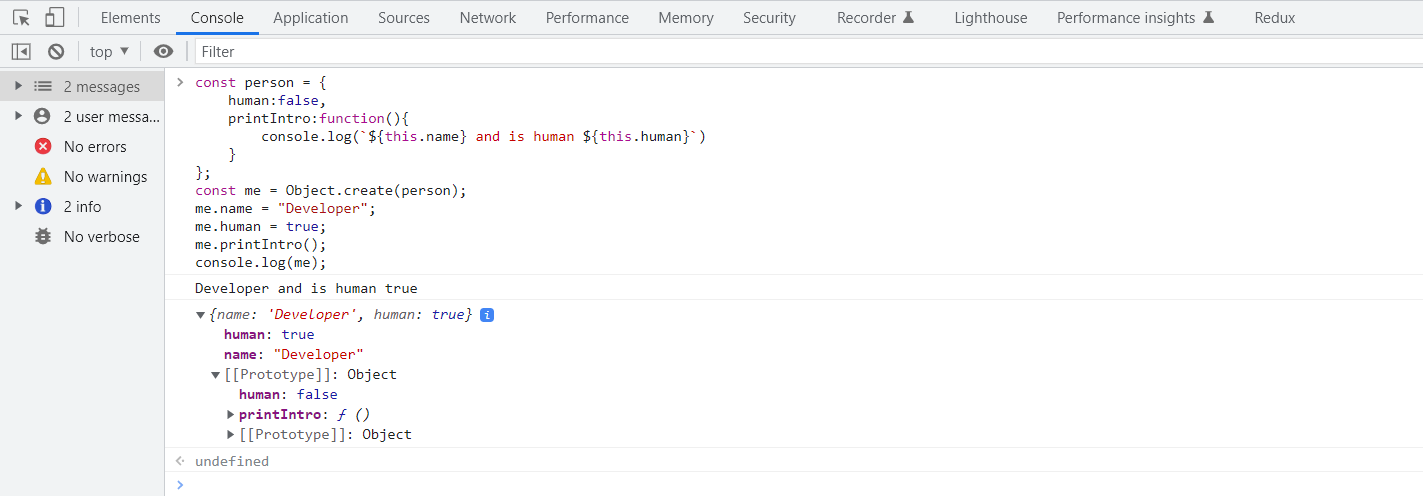 Elements Console Application Sources Network Performance Memory Security Recorder Lighthouse Performance insights Redux
top Filter
2 messages
2 user messa...
No errors
No warnings
2 info
No verbose
const person = {
    human:false,
    printIntro:function(){
        console.log(`${this.name} and is human ${this.human}`)
    }
};
const me = Object.create(person);
me.name = "Developer";
me.human = true;
me.printIntro();
console.log(me);
Developer and is human true
{name: 'Developer', human: true} i
human: true
name: "Developer"
[[Prototype]]: Object
human: false
printIntro: ƒ ()
[[Prototype]]: Object
undefined